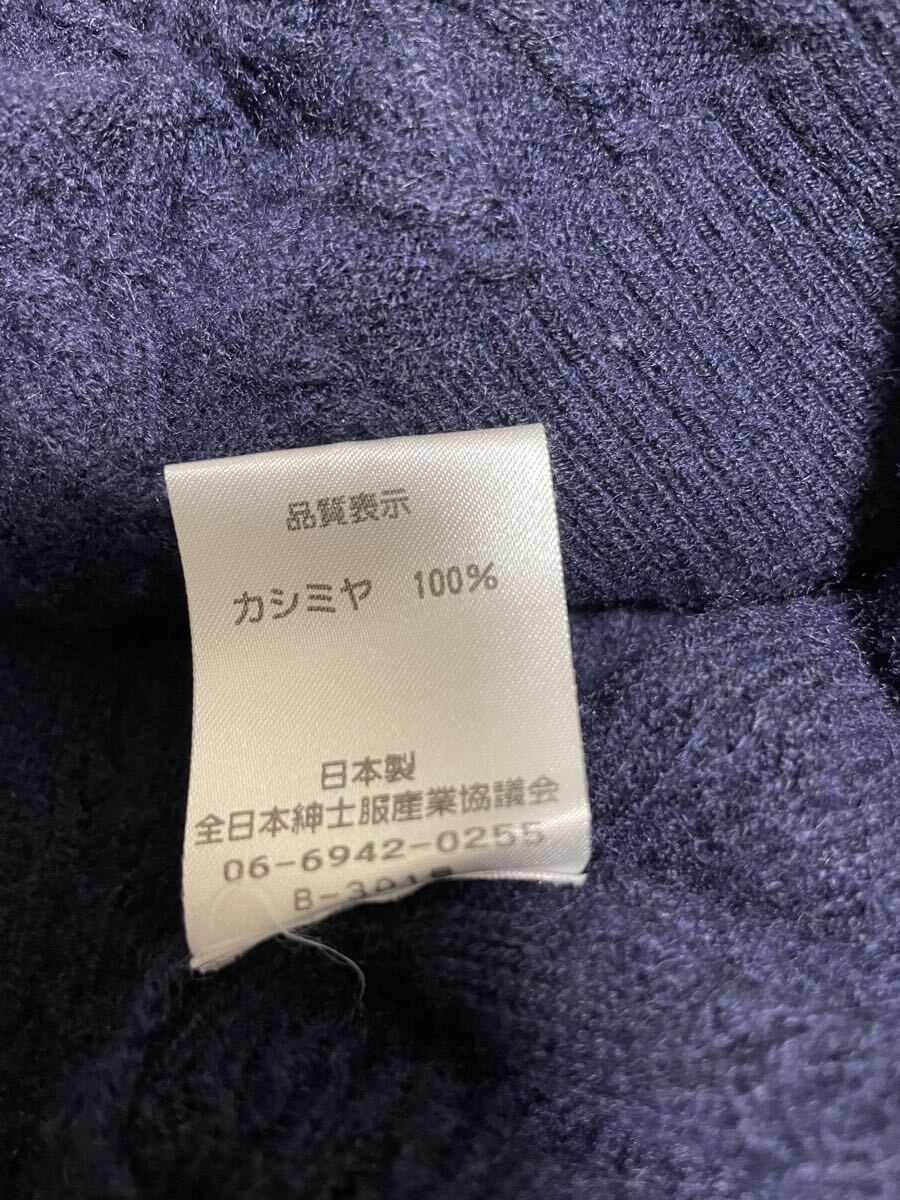 品質表示
カシミヤ 100%
日本製
全日本紳士服産業協議会
06-6942-0255